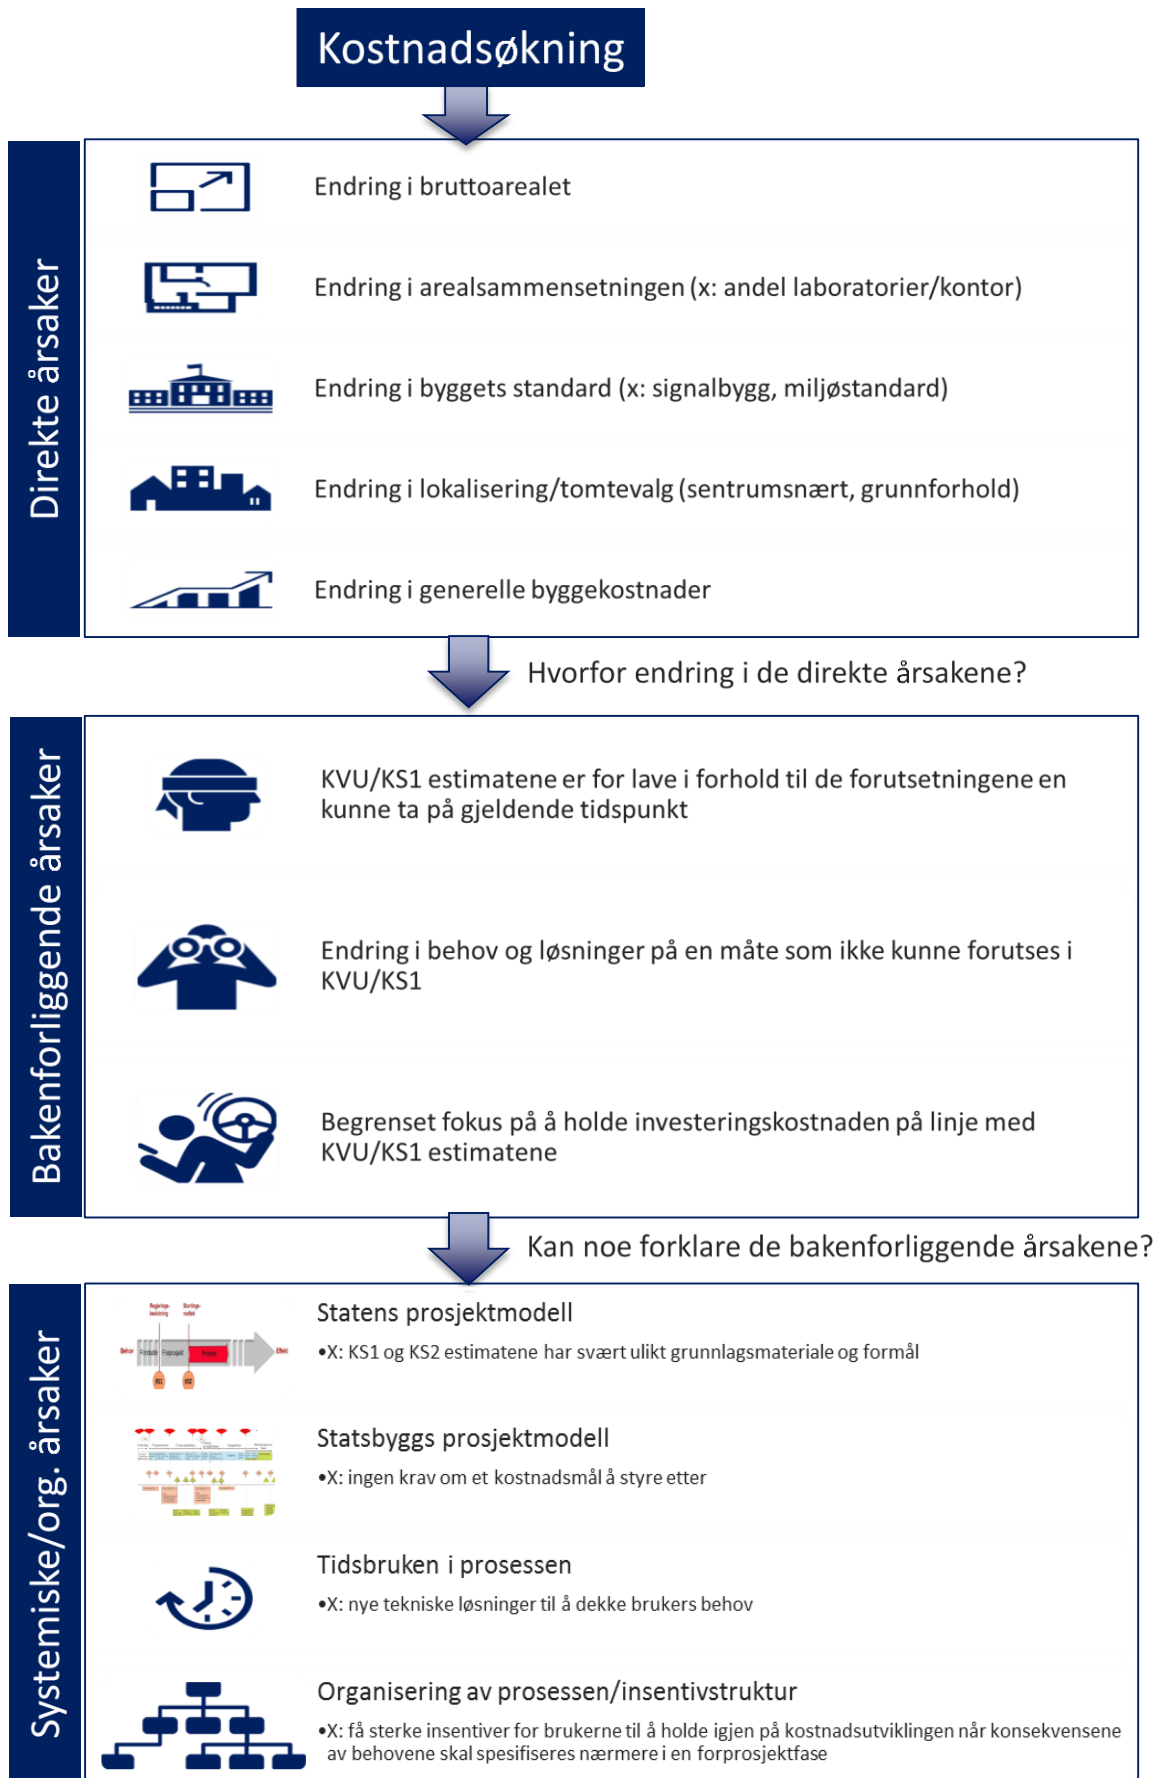 Kostnadsøkning
Direkte årsaker
Endring i bruttoarealet
Endring i arealsammensetningen (x: andel laboratorier/kontor)
Endring i byggets standard (x: signalbygg, miljøstandard)
Endring i lokalisering/tomtevalg (sentrumsnært, grunnforhold)
Endring i generelle byggekostnader
Hvorfor endring i de direkte årsakene?
Bakenforliggende årsaker
KVU/KS1 estimatene er for lave i forhold til de forutsetningene en
kunne ta på gjeldende tidspunkt
Endring i behov og løsninger på en måte som ikke kunne forutses i
KVU/KS1
Begrenset fokus på å holde investeringskostnaden på linje med
KVU/KS1 estimatene
Kan noe forklare de bakenforliggende årsakene?
Systemiske/org. årsaker
Behov
Forprosjekt
Prosjekt
Effekt
KS1
KS2
Statens prosjektmodell
•X: KS1 og KS2 estimatene har svært ulikt grunnlagsmateriale og formål
Statsbyggs prosjektmodell
•X: ingen krav om et kostnadsmål å styre etter
Tidsbruken i prosessen
•X: nye tekniske løsninger til å dekke brukers behov
Organisering av prosessen/insentivstruktur
•X: få sterke insentiver for brukerne til å holde igjen på kostnadsutviklingen når konsekvensene
av behovene skal spesifiseres nærmere i en forprosjektfase